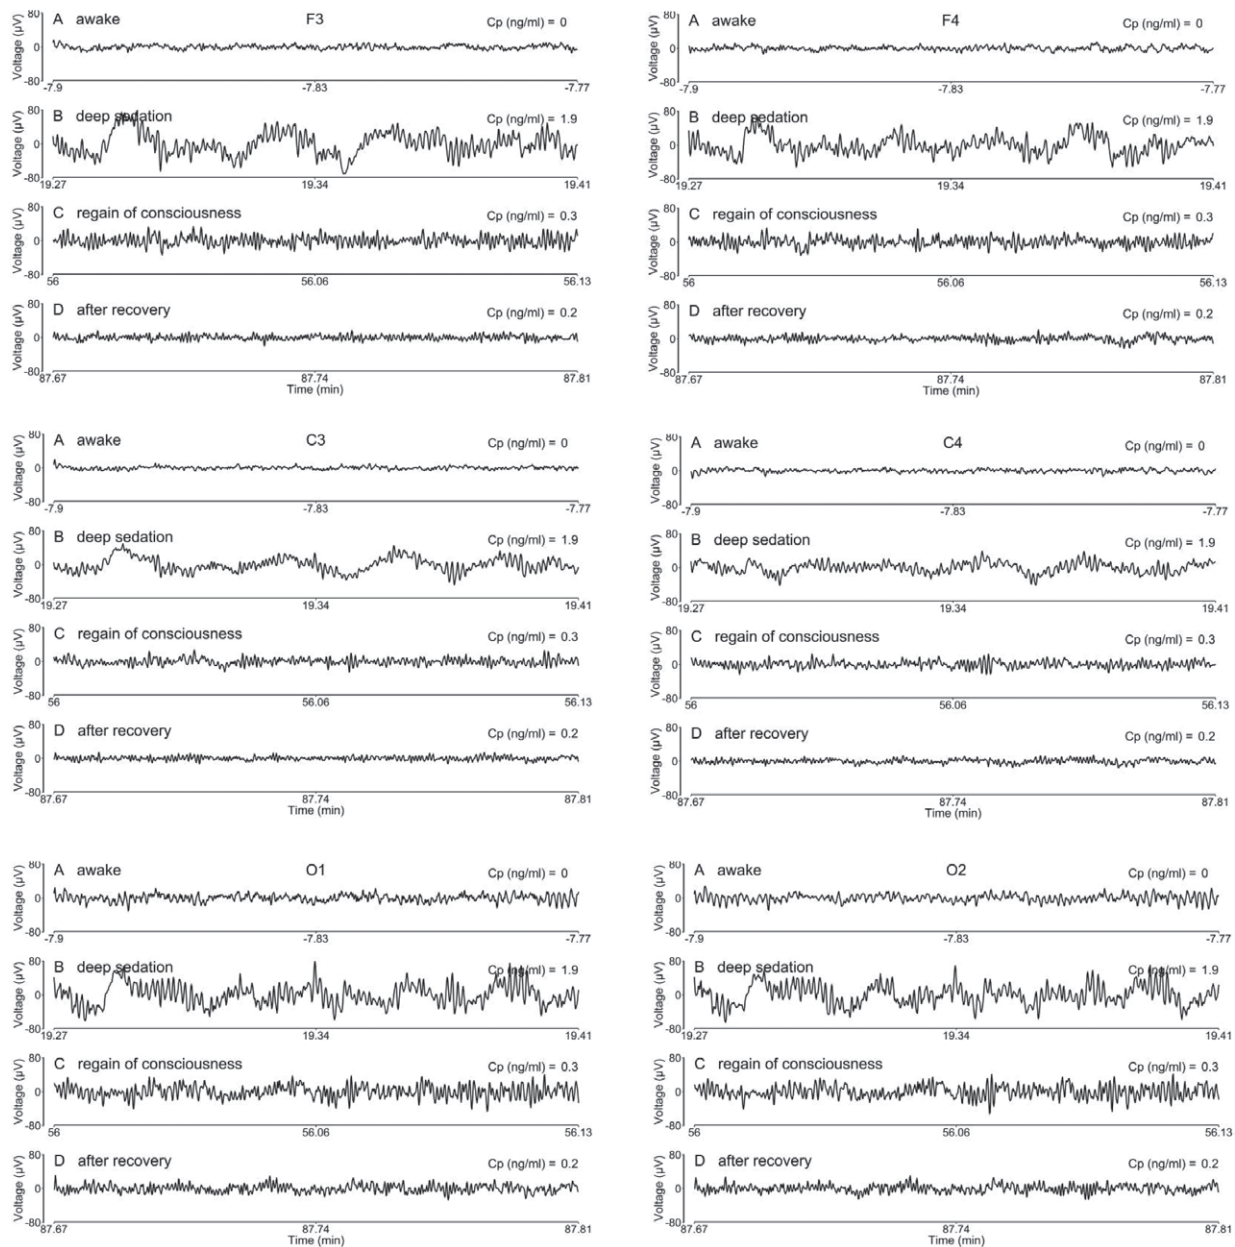 80 A awake F3 Cp (ng/ml) = 0
Voltage (µV)
0
-80
-7.9 -7.83 -7.77
80 B deep sedation Cp (ng/ml) = 1.9
Voltage (µV)
0
-80
19.27 19.34 19.41
80 C regain of consciousness Cp (ng/ml) = 0.3
Voltage (µV)
0
-80
56 56.06 56.13
80 D after recovery Cp (ng/ml) = 0.2
Voltage (µV)
0
-80
87.67 87.74 87.81
Time (min)
80 A awake F4 Cp (ng/ml) = 0
Voltage (µV)
0
-80
-7.9 -7.83 -7.77
80 B deep sedation Cp (ng/ml) = 1.9
Voltage (µV)
0
-80
19.27 19.34 19.41
80 C regain of consciousness Cp (ng/ml) = 0.3
Voltage (µV)
0
-80
56 56.06 56.13
80 D after recovery Cp (ng/ml) = 0.2
Voltage (µV)
0
-80
87.67 87.74 87.81
Time (min)
80 A awake C3 Cp (ng/ml) = 0
Voltage (µV)
0
-80
-7.9 -7.83 -7.77
80 B deep sedation Cp (ng/ml) = 1.9
Voltage (µV)
0
-80
19.27 19.34 19.41
80 C regain of consciousness Cp (ng/ml) = 0.3
Voltage (µV)
0
-80
56 56.06 56.13
80 D after recovery Cp (ng/ml) = 0.2
Voltage (µV)
0
-80
87.67 87.74 87.81
Time (min)
80 A awake C4 Cp (ng/ml) = 0
Voltage (µV)
0
-80
-7.9 -7.83 -7.77
80 B deep sedation Cp (ng/ml) = 1.9
Voltage (µV)
0
-80
19.27 19.34 19.41
80 C regain of consciousness Cp (ng/ml) = 0.3
Voltage (µV)
0
-80
56 56.06 56.13
80 D after recovery Cp (ng/ml) = 0.2
Voltage (µV)
0
-80
87.67 87.74 87.81
Time (min)
80 A awake O1 Cp (ng/ml) = 0
Voltage (µV)
0
-80
-7.9 -7.83 -7.77
80 B deep sedation Cp (ng/ml) = 1.9
Voltage (µV)
0
-80
19.27 19.34 19.41
80 C regain of consciousness Cp (ng/ml) = 0.3
Voltage (µV)
0
-80
56 56.06 56.13
80 D after recovery Cp (ng/ml) = 0.2
Voltage (µV)
0
-80
87.67 87.74 87.81
Time (min)
80 A awake O2 Cp (ng/ml) = 0
Voltage (µV)
0
-80
-7.9 -7.83 -7.77
80 B deep sedation Cp (ng/ml) = 1.9
Voltage (µV)
0
-80
19.27 19.34 19.41
80 C regain of consciousness Cp (ng/ml) = 0.3
Voltage (µV)
0
-80
56 56.06 56.13
80 D after recovery Cp (ng/ml) = 0.2
Voltage (µV)
0
-80
87.67 87.74 87.81
Time (min)